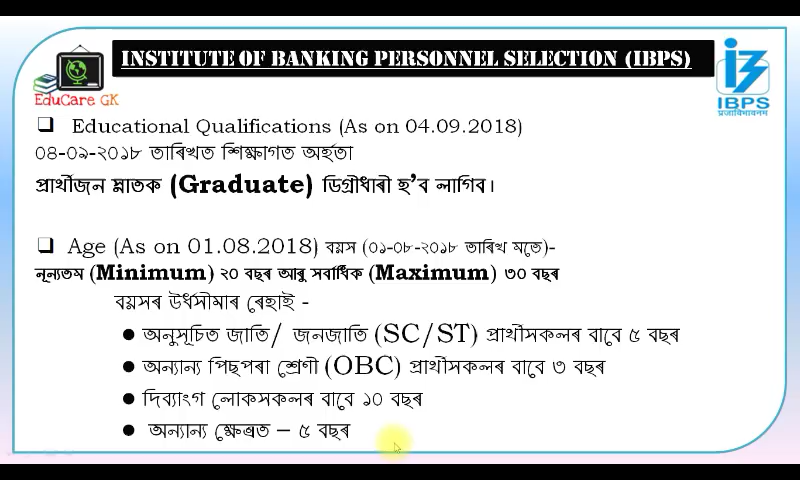 INSTITUTE OF BANKING PERSONNEL SELECTION (IBPS)
EduCare GK
IBPS
प्रज्ञाविभावनम
Educational Qualifications (As on 04.09.2018)
০৪-০৯-২০১৮ তাৰিখত শিক্ষাগত অৰ্হতা
প্ৰাৰ্থীজন স্নাতক (Graduate) ডিগ্ৰীধাৰী হ'ব লাগিব।
Age (As on 01.08.2018) বয়স (০১-০৮-২০১৮ তাৰিখ মতে)-
নূন্যতম (Minimum) ২০ বছৰ আৰু সৰ্বাধিক (Maximum) ৩০ বছৰ
বয়সৰ উৰ্ধসীমাৰ ৰেহাই -
● অনুসূচিত জাতি/ জনজাতি (SC/ST) প্ৰাৰ্থীসকলৰ বাবে ৫ বছৰ
● অন্যান্য পিছপৰা শ্ৰেণী (OBC) প্ৰাৰ্থীসকলৰ বাবে ৩ বছৰ
● দিব্যাংগ লোকসকলৰ বাবে ১০ বছৰ
● অন্যান্য ক্ষেত্ৰত – ৫ বছৰ